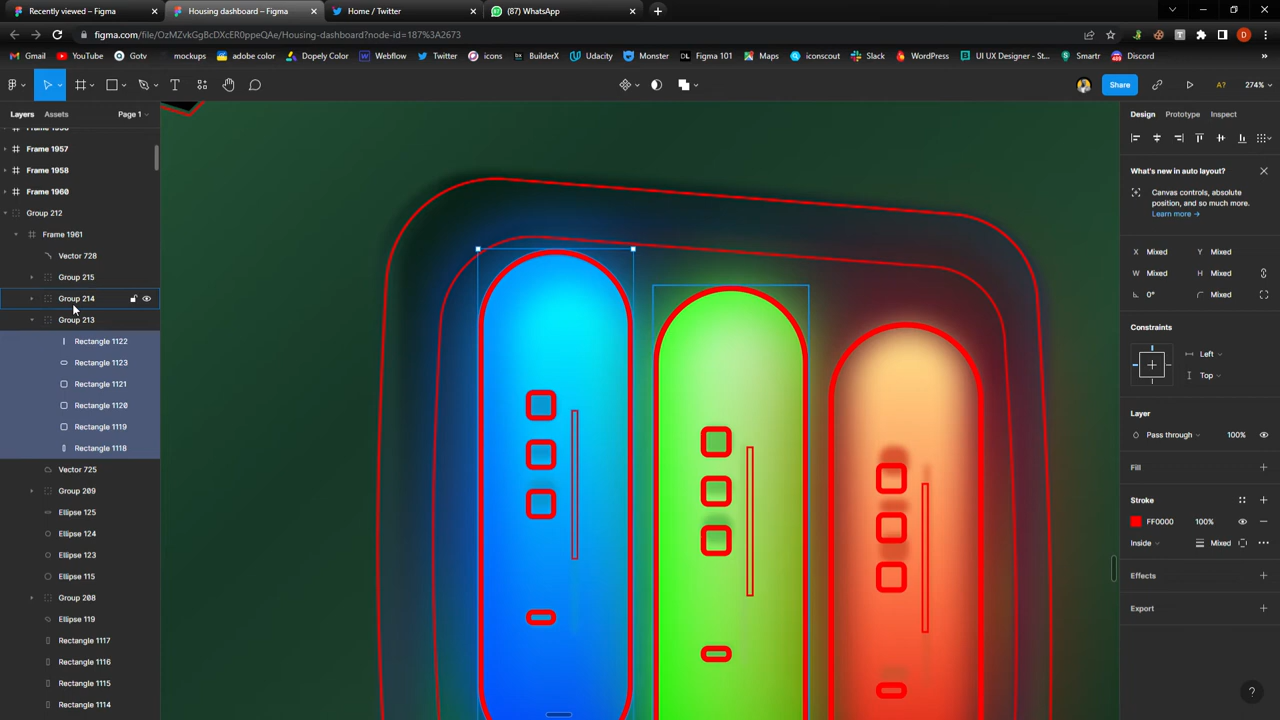 Recently viewed – Figma
Housing dashboard – Figma
Home / Twitter
(87) WhatsApp
figma.com/file/OzMZvkGgBcDXcER0ppeQAe/Housing-dashboard?node-id=187%3A2673
D
Gmail YouTube Gotv mockups adobe color Dopely Color Webflow Twitter icons BuilderX Udacity Monster Figma 101 Maqs iconscout Slack WordPress UI UX Designer - St... Smartr Discord
Share
A?
274%
Layers
Assets
Page 1
Frame 1956
Frame 1957
Frame 1958
Frame 1960
Group 212
Frame 1961
Vector 728
Group 215
Group 214
Group 213
Rectangle 1122
Rectangle 1123
Rectangle 1121
Rectangle 1120
Rectangle 1119
Rectangle 1118
Vector 725
Group 209
Ellipse 125
Ellipse 124
Ellipse 123
Ellipse 115
Group 208
Ellipse 119
Rectangle 1117
Rectangle 1116
Rectangle 1115
Rectangle 1114
Design
Prototype
Inspect
What's new in auto layout?
Canvas controls, absolute
position, and so much more.
Learn more →
X Mixed Y Mixed
W Mixed H Mixed
0° Mixed
Constraints
Left
Top
Layer
Pass through 100%
Fill
Stroke
FF0000 100%
Inside Mixed
Effects
Export
?